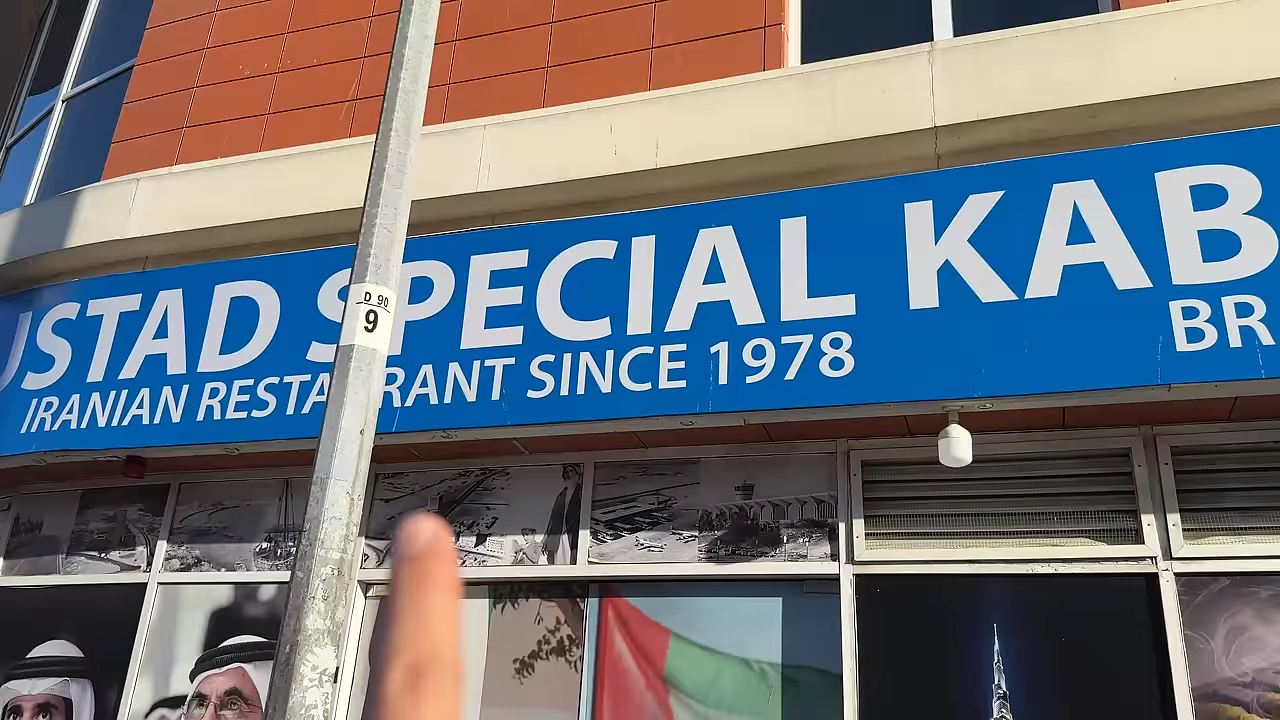 USTAD SPECIAL KAB
IRANIAN RESTAURANT SINCE 1978
BR
D 90
9